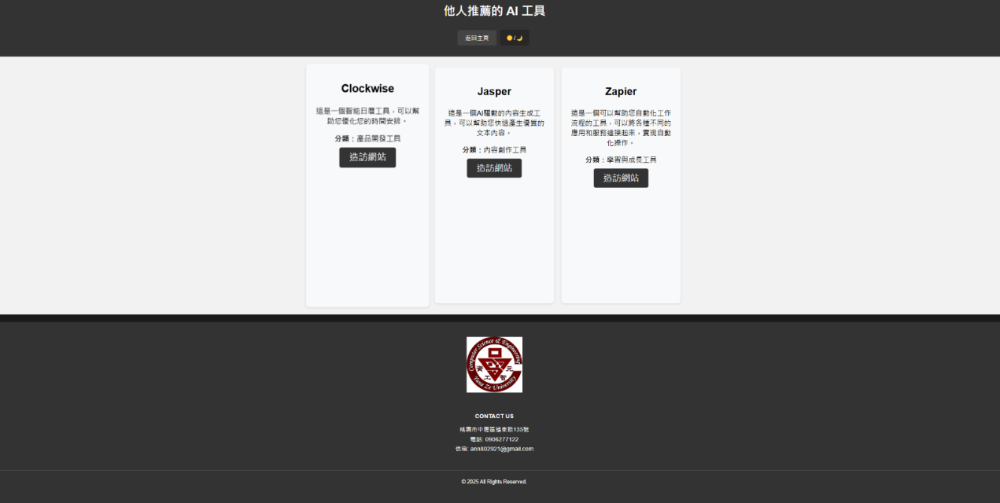 他人推薦的 AI 工具
返回主頁
/
Clockwise
這是一個智能日曆工具，可以幫
助您優化您的時間安排。
分類：產品開發工具
造訪網站
Jasper
這是一個AI驅動的內容生成工
具，可以幫助您快速產生優質的
文本內容。
分類：內容創作工具
造訪網站
Zapier
這是一個可以幫助您自動化工作
流程的工具，可以將各種不同的
應用和服務連接起來，實現自動
化操作。
分類：學習與成長工具
造訪網站
Computer Science & Engineering
資 元
工 智
Yuan Ze University
CONTACT US
桃園市中壢區遠東路135號
電話: 0906277122
信箱: ann802921@gmail.com
© 2025 All Rights Reserved.